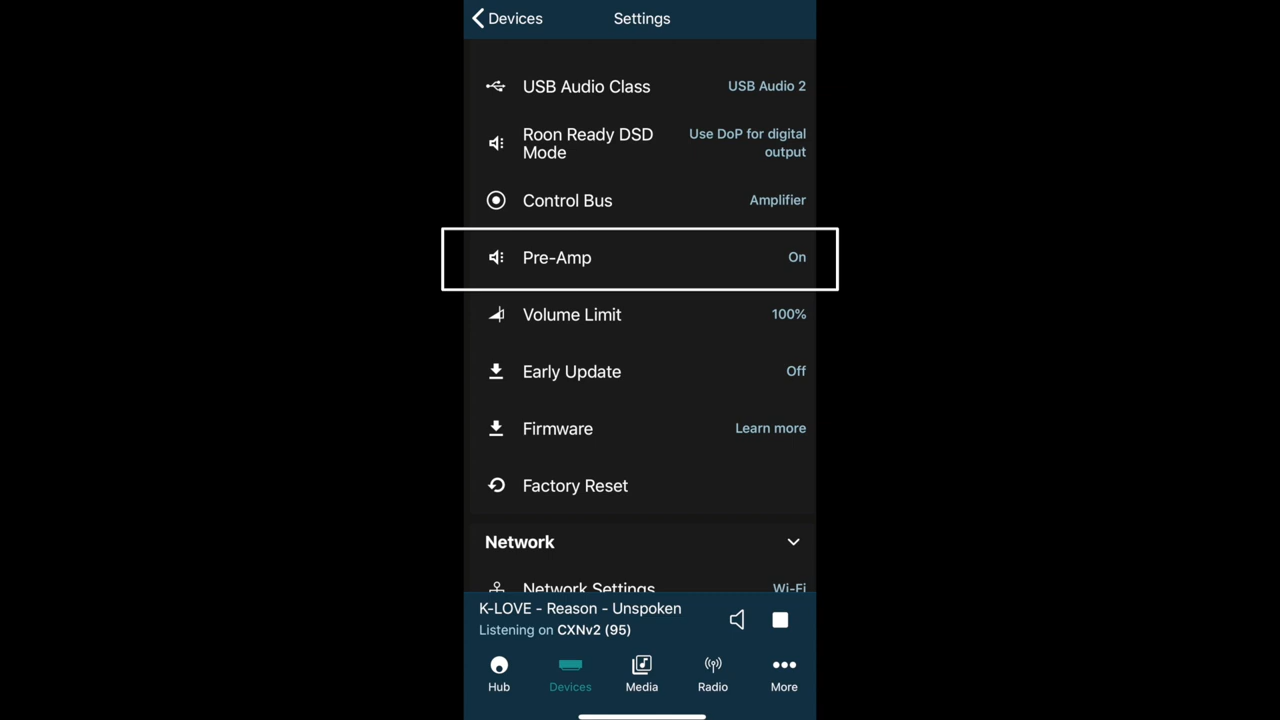 Devices
Settings
USB Audio Class
USB Audio 2
Roon Ready DSD
Mode
Use DoP for digital
output
Control Bus
Amplifier
Pre-Amp
On
Volume Limit
100%
Early Update
Off
Firmware
Learn more
Factory Reset
Network
Network Settings
Wi-Fi
K-LOVE - Reason - Unspoken
Listening on CXNv2 (95)
Hub
Devices
Media
Radio
More